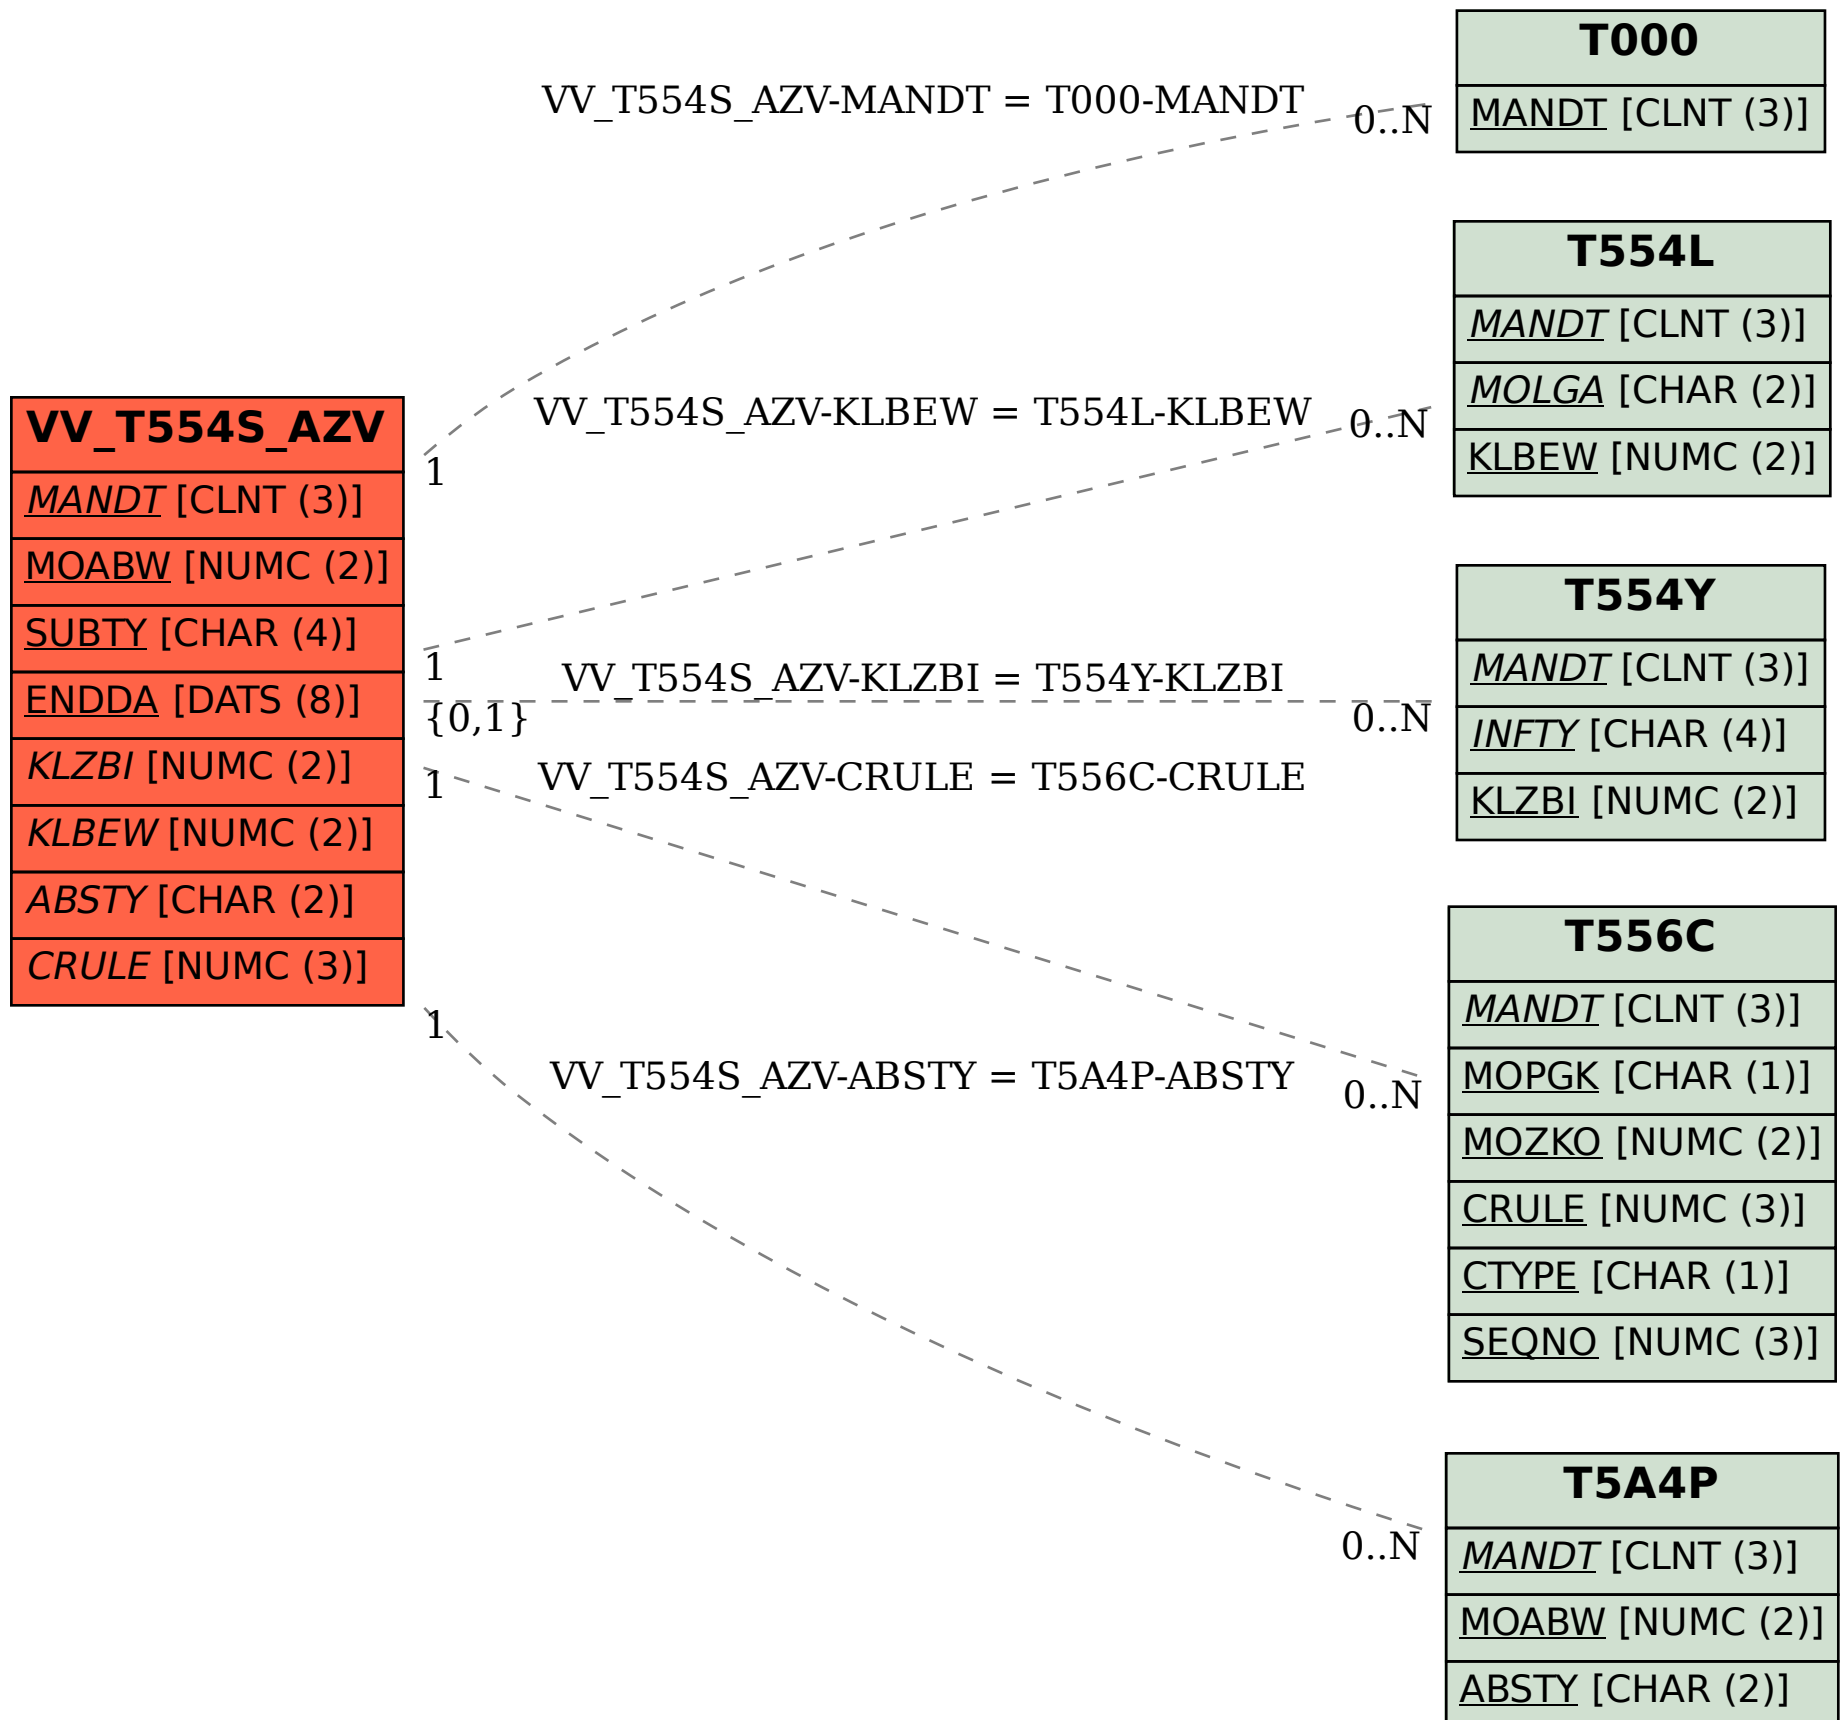 VV_T554S_AZV
MANDT [CLNT (3)]
MOABW [NUMC (2)]
SUBTY [CHAR (4)]
ENDDA [DATS (8)]
KLZBI [NUMC (2)]
KLBEW [NUMC (2)]
ABSTY [CHAR (2)]
CRULE [NUMC (3)]
VV_T554S_AZV-MANDT = T000-MANDT
0..N
1
VV_T554S_AZV-KLBEW = T554L-KLBEW
0..N
1
VV_T554S_AZV-KLZBI = T554Y-KLZBI
{0,1}
0..N
VV_T554S_AZV-CRULE = T556C-CRULE
1
0..N
VV_T554S_AZV-ABSTY = T5A4P-ABSTY
1
0..N
T000
MANDT [CLNT (3)]
T554L
MANDT [CLNT (3)]
MOLGA [CHAR (2)]
KLBEW [NUMC (2)]
T554Y
MANDT [CLNT (3)]
INFTY [CHAR (4)]
KLZBI [NUMC (2)]
T556C
MANDT [CLNT (3)]
MOPGK [CHAR (1)]
MOZKO [NUMC (2)]
CRULE [NUMC (3)]
CTYPE [CHAR (1)]
SEQNO [NUMC (3)]
T5A4P
MANDT [CLNT (3)]
MOABW [NUMC (2)]
ABSTY [CHAR (2)]